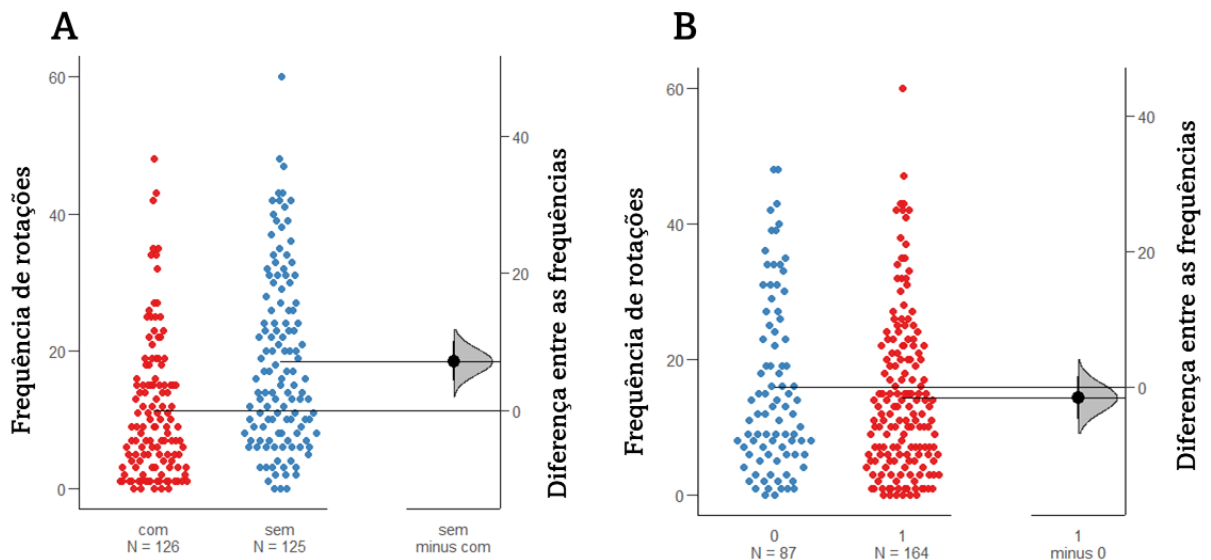 A
Frequência de rotações
60
40
20
0
40
20
0
Diferença entre as frequências
com
N = 126
sem
N = 125
sem
minus com
B
Frequência de rotações
60
40
20
0
40
20
0
Diferença entre as frequências
0
N = 87
1
N = 164
1
minus 0